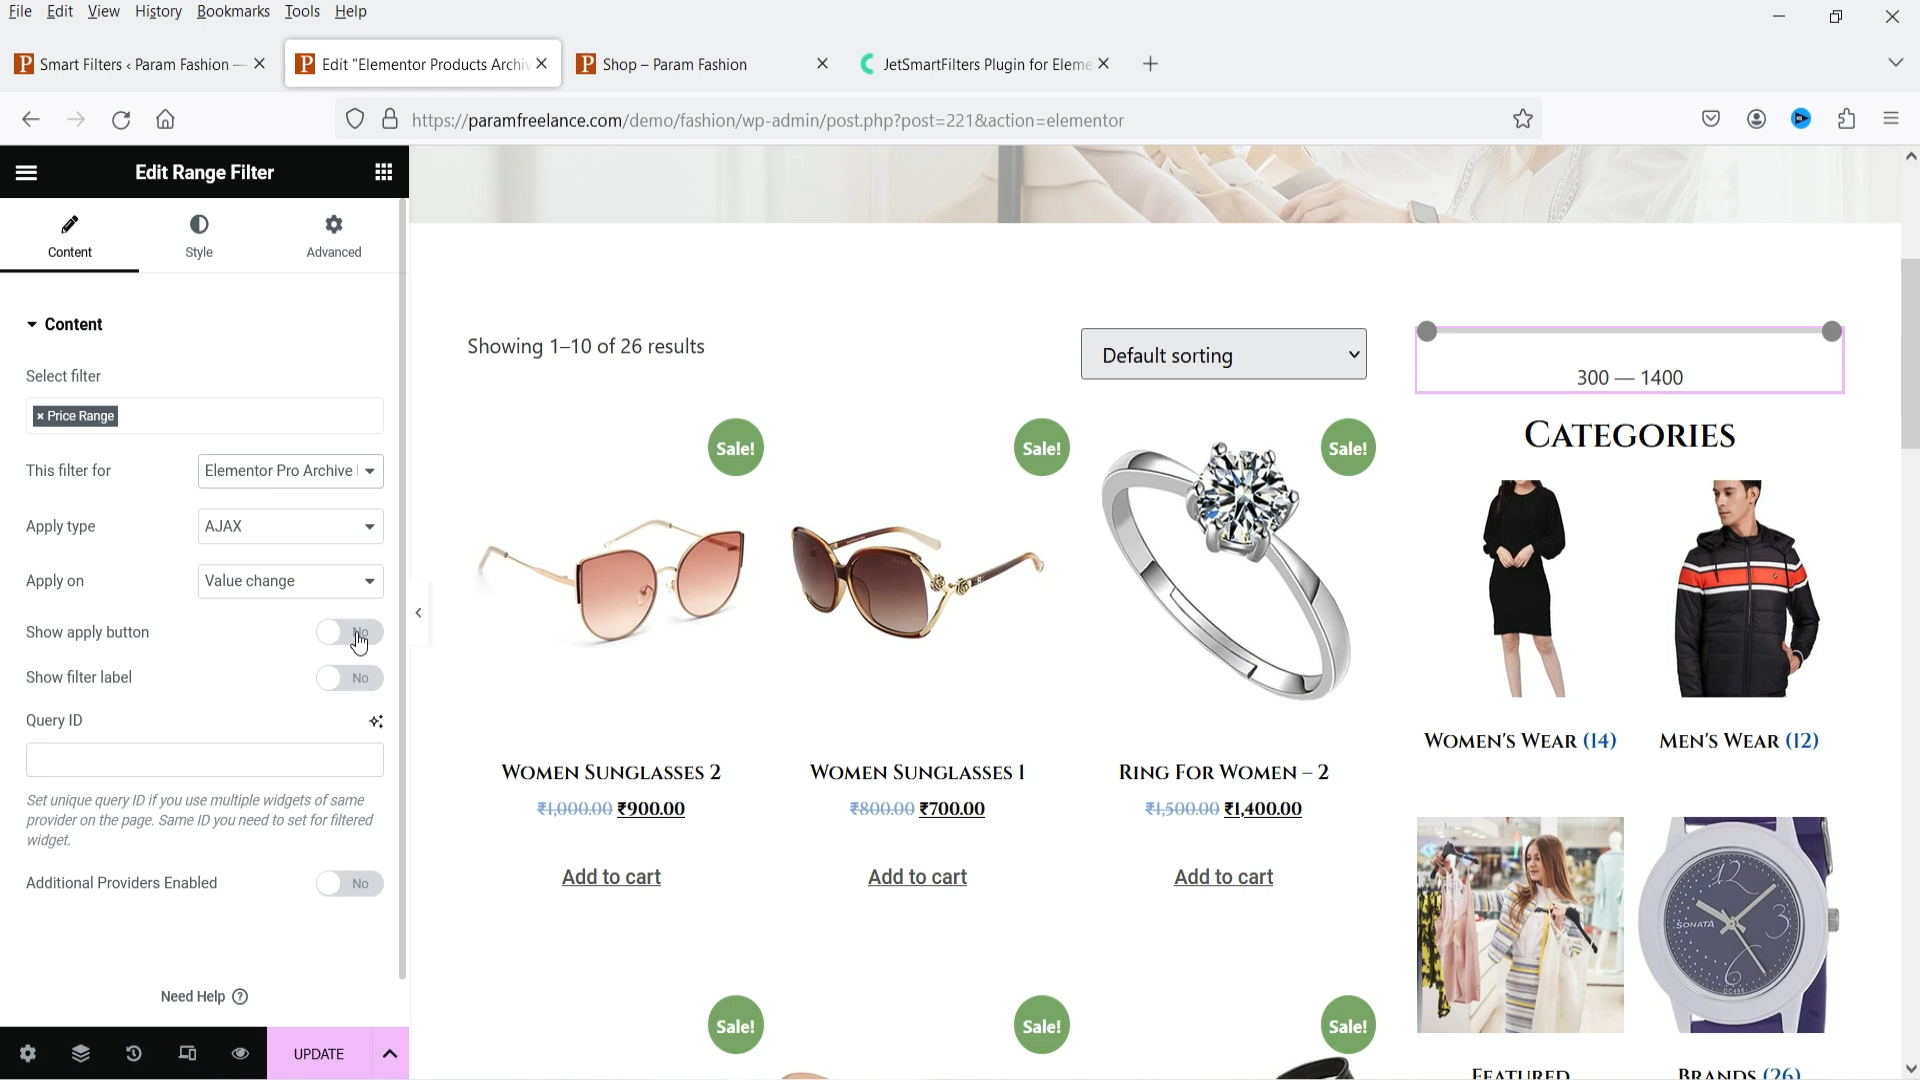 File Edit View History Bookmarks Tools Help
Smart Filters ‹ Param Fashion —
Edit "Elementor Products Archiv
Shop – Param Fashion
JetSmartFilters Plugin for Eleme
https://paramfreelance.com/demo/fashion/wp-admin/post.php?post=221&action=elementor
Edit Range Filter
Content
Style
Advanced
Content
Select filter
× Price Range
This filter for
Elementor Pro Archive
Apply type
AJAX
Apply on
Value change
Show apply button
No
Show filter label
No
Query ID
Set unique query ID if you use multiple widgets of same
provider on the page. Same ID you need to set for filtered
widget.
Additional Providers Enabled
No
Need Help ?
UPDATE
Showing 1–10 of 26 results
Default sorting
300 — 1400
Categories
Sale!
Sale!
Sale!
Women Sunglasses 2
₹1,000.00 ₹900.00
Add to cart
Women Sunglasses 1
₹800.00 ₹700.00
Add to cart
Ring For Women – 2
₹1,500.00 ₹1,400.00
Add to cart
Women's Wear (14)
Men's Wear (12)
SONATA
12
3
6
Sale!
Sale!
Sale!
Featured
Brands (26)